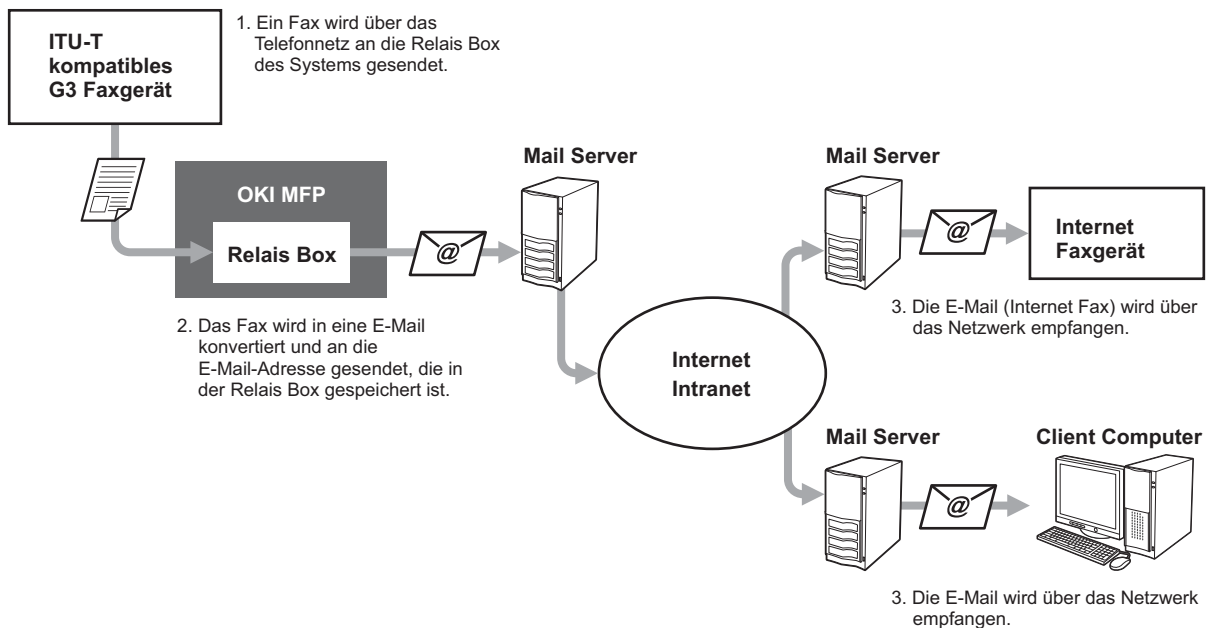 ITU-T
kompatibles
G3 Faxgerät
1. Ein Fax wird über das
Telefonnetz an die Relais Box
des Systems gesendet.
OKI MFP
Relais Box
@
Mail Server
2. Das Fax wird in eine E-Mail
konvertiert und an die
E-Mail-Adresse gesendet, die in
der Relais Box gespeichert ist.
Internet
Intranet
Mail Server
@
Internet
Faxgerät
3. Die E-Mail (Internet Fax) wird über
das Netzwerk empfangen.
Mail Server
@
Client Computer
3. Die E-Mail wird über das Netzwerk
empfangen.